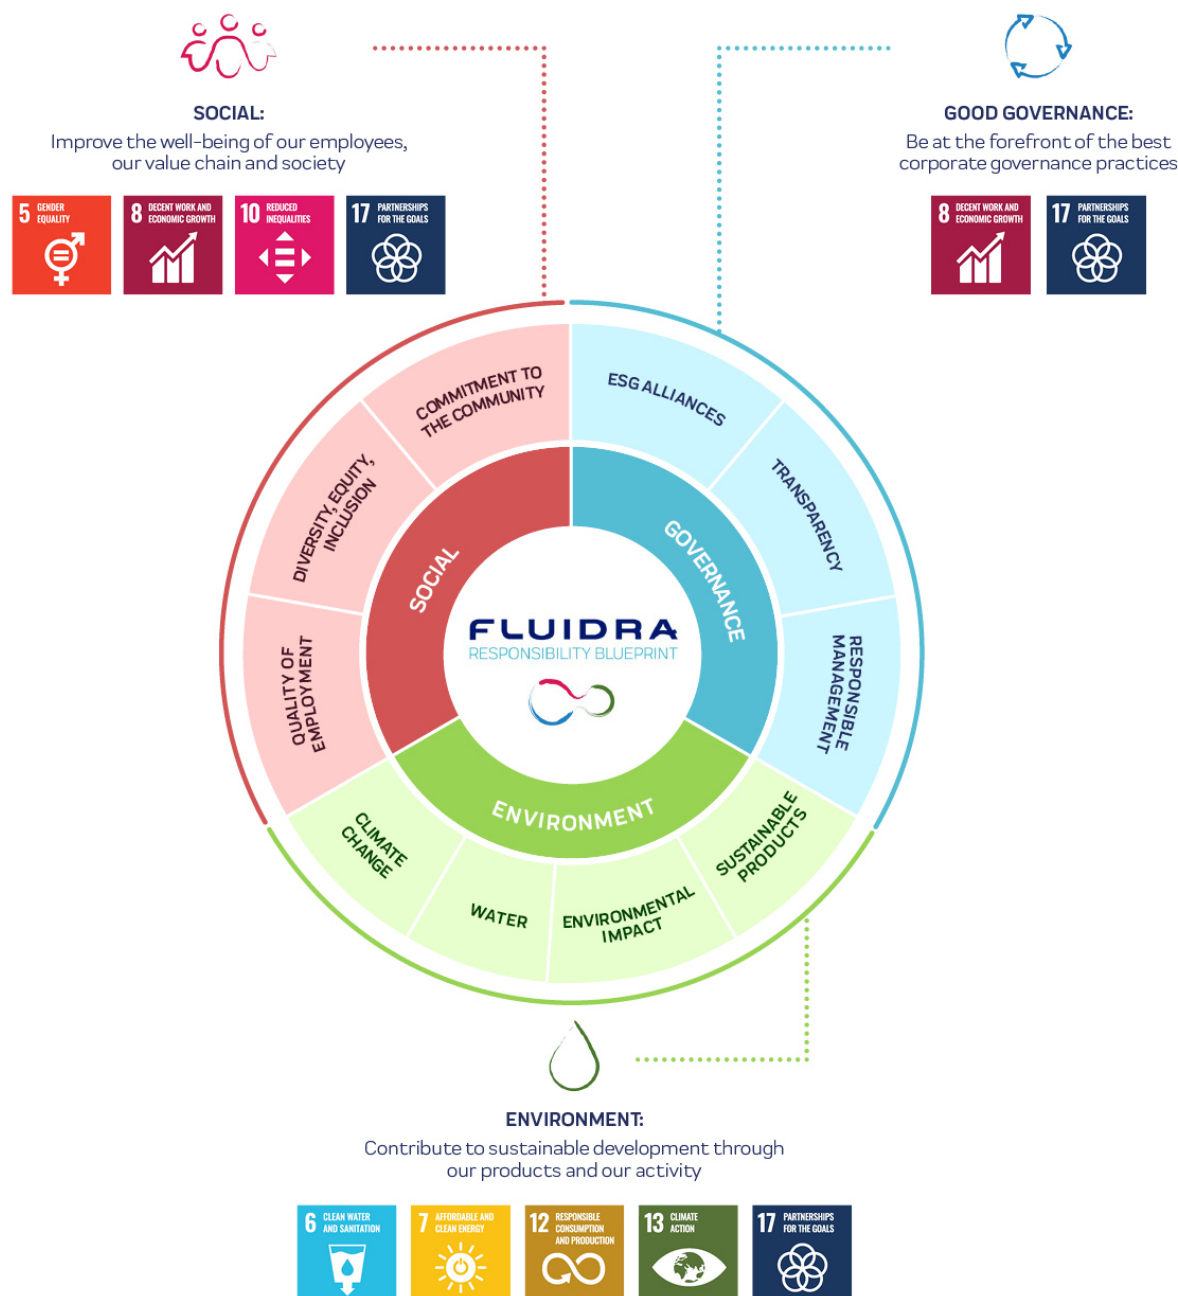 SOCIAL:
Improve the well-being of our employees,
our value chain and society
5 GENDER
EQUALITY
8 DECENT WORK AND
ECONOMIC GROWTH
10 REDUCED
INEQUALITIES
17 PARTNERSHIPS
FOR THE GOALS
GOOD GOVERNANCE:
Be at the forefront of the best
corporate governance practices
8 DECENT WORK AND
ECONOMIC GROWTH
17 PARTNERSHIPS
FOR THE GOALS
COMMITMENT TO
THE COMMUNITY
DIVERSITY, EQUITY,
INCLUSION
QUALITY OF
EMPLOYMENT
SOCIAL
ESG ALLIANCES
TRANSPARENCY
RESPONSIBLE
MANAGEMENT
GOVERNANCE
FLUIDRA
RESPONSIBILITY BLUEPRINT
ENVIRONMENT
CLIMATE
CHANGE
WATER
ENVIRONMENTAL
IMPACT
SUSTAINABLE
PRODUCTS
ENVIRONMENT:
Contribute to sustainable development through
our products and our activity
6 CLEAN WATER
AND SANITATION
7 AFFORDABLE AND
CLEAN ENERGY
12 RESPONSIBLE
CONSUMPTION
AND PRODUCTION
13 CLIMATE
ACTION
17 PARTNERSHIPS
FOR THE GOALS